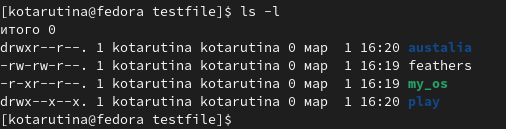 [kotarutina@fedora testfile]$ ls -l
итого 0
drwxr--r--. 1 kotarutina kotarutina 0 мар  1 16:20 australia
-rw-rw-r--. 1 kotarutina kotarutina 0 мар  1 16:19 feathers
-r-xr--r--. 1 kotarutina kotarutina 0 мар  1 16:19 my_os
drwx--x--x. 1 kotarutina kotarutina 0 мар  1 16:20 play
[kotarutina@fedora testfile]$